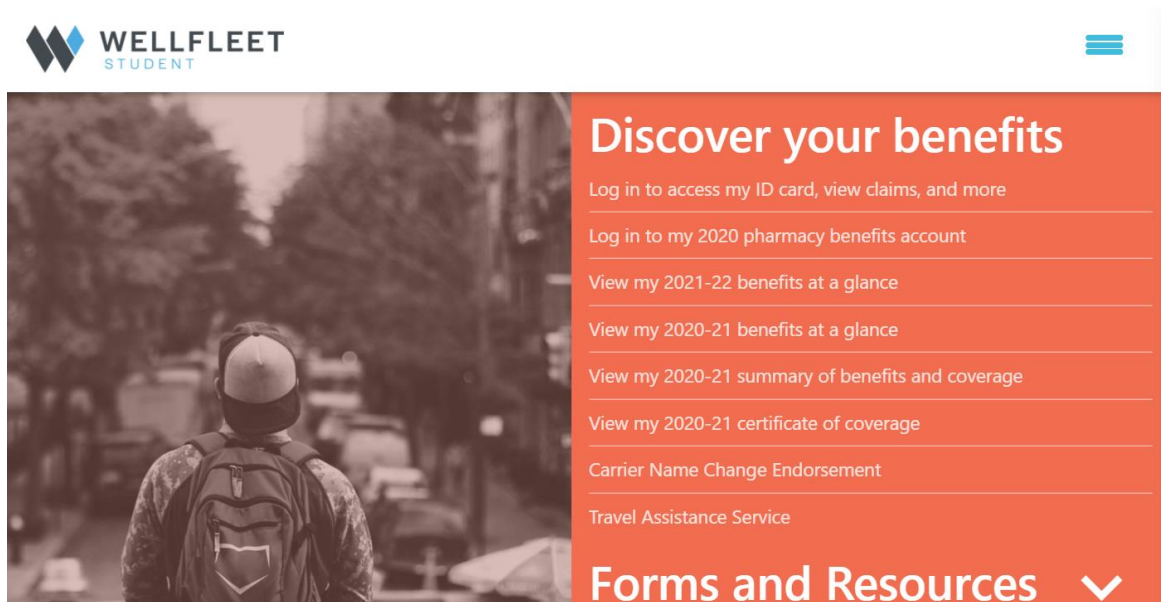 WELLFLEET
STUDENT
Discover your benefits
Log in to access my ID card, view claims, and more
Log in to my 2020 pharmacy benefits account
View my 2021-22 benefits at a glance
View my 2020-21 benefits at a glance
View my 2020-21 summary of benefits and coverage
View my 2020-21 certificate of coverage
Carrier Name Change Endorsement
Travel Assistance Service
Forms and Resources